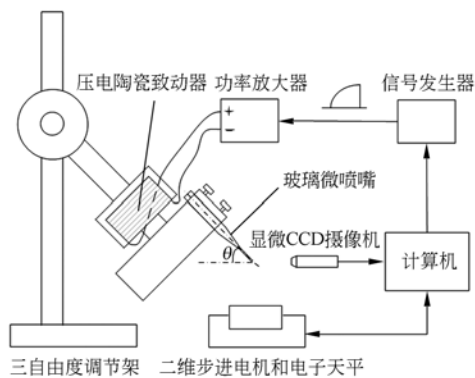 压电陶瓷致动器
功率放大器
信号发生器
+
−
玻璃微喷嘴
显微CCD摄像机
计算机
θ
三自由度调节架
二维步进电机和电子天平